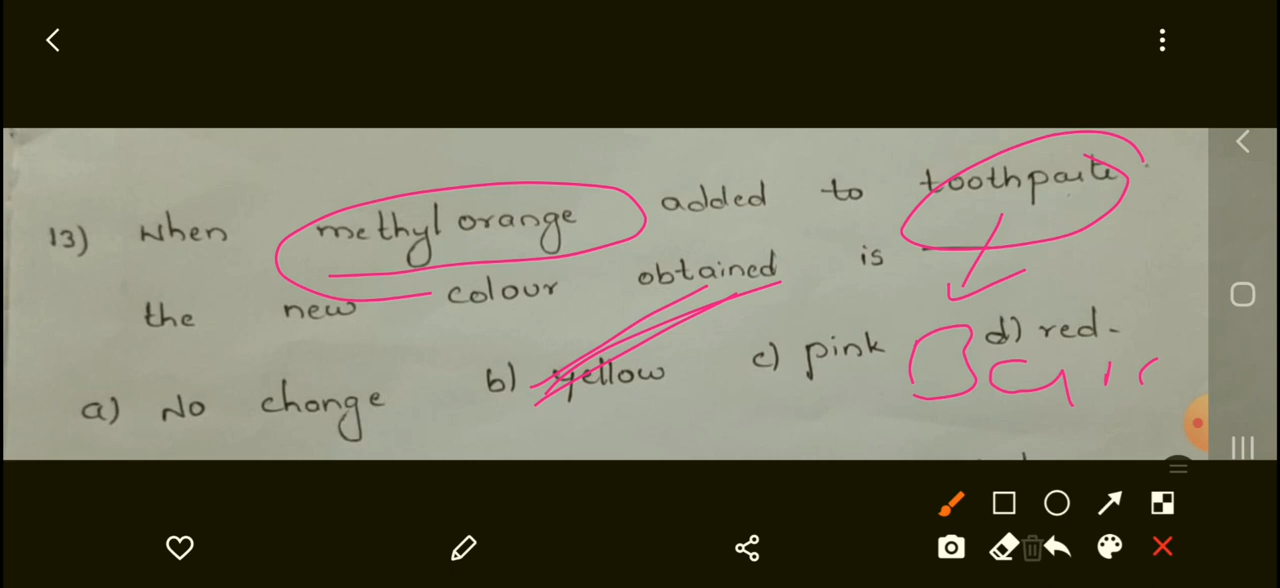 13) When methyl orange added to toothpaste
the new colour obtained is
a) No change b) yellow c) pink d) red.
Basic